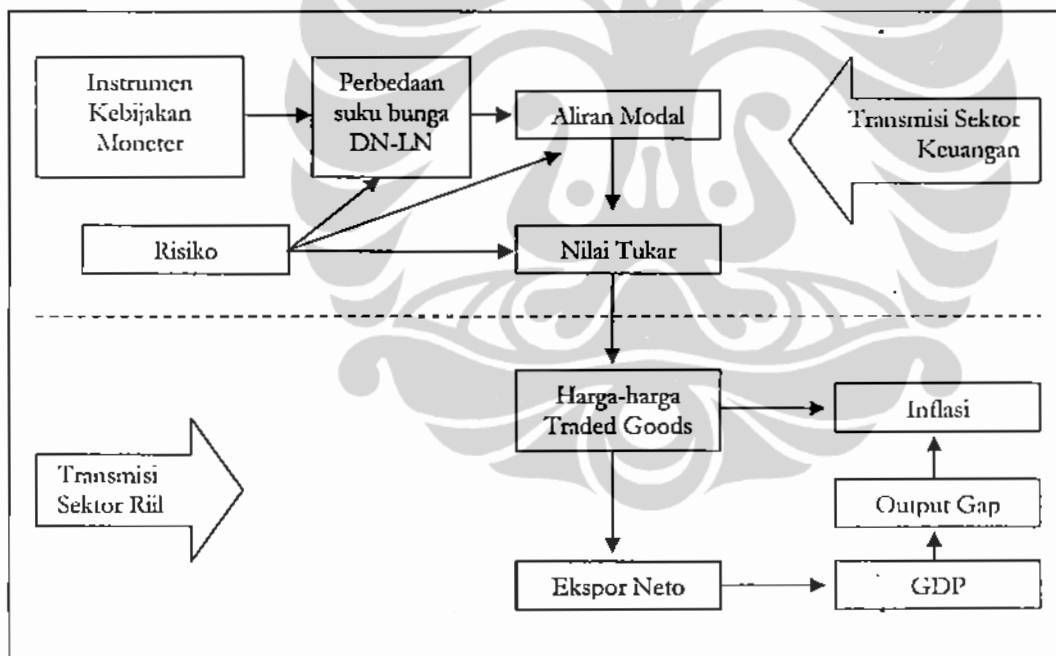 Instrumen
Kebijakan
Moneter
Perbedaan
suku bunga
DN-LN
Aliran Modal
Transmisi Sektor
Keuangan
Risiko
Nilai Tukar
Harga-harga
Traded Goods
Inflasi
Transmisi
Sektor Riil
Output Gap
Ekspor Neto
GDP